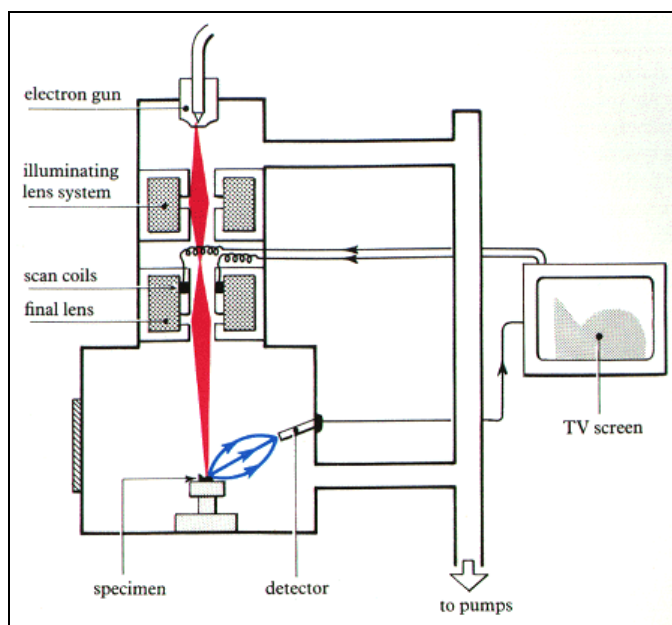 electron gun
illuminating
lens system
scan coils
final lens
TV screen
specimen
detector
to pumps